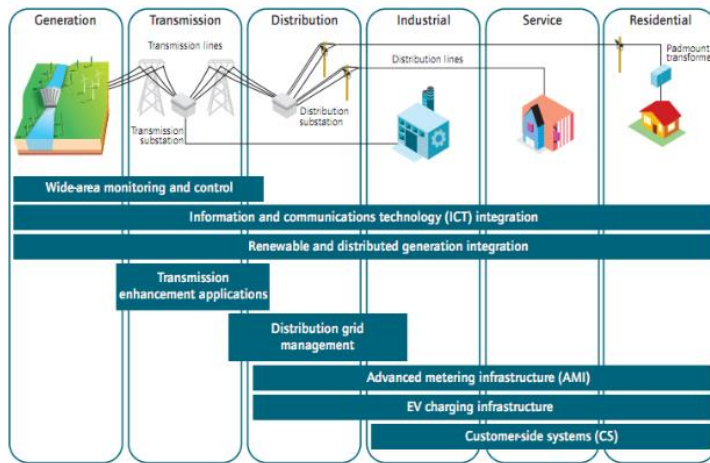 Generation
Transmission
Distribution
Industrial
Service
Residential
Transmission lines
Padmount
transforme
Distribution lines
Distribution
substation
Transmission
substation
Wide-area monitoring and control
Information and communications technology (ICT) integration
Renewable and distributed generation integration
Transmission
enhancement applications
Distribution grid
management
Advanced metering infrastructure (AMI)
EV charging infrastructure
Customer-side systems (CS)